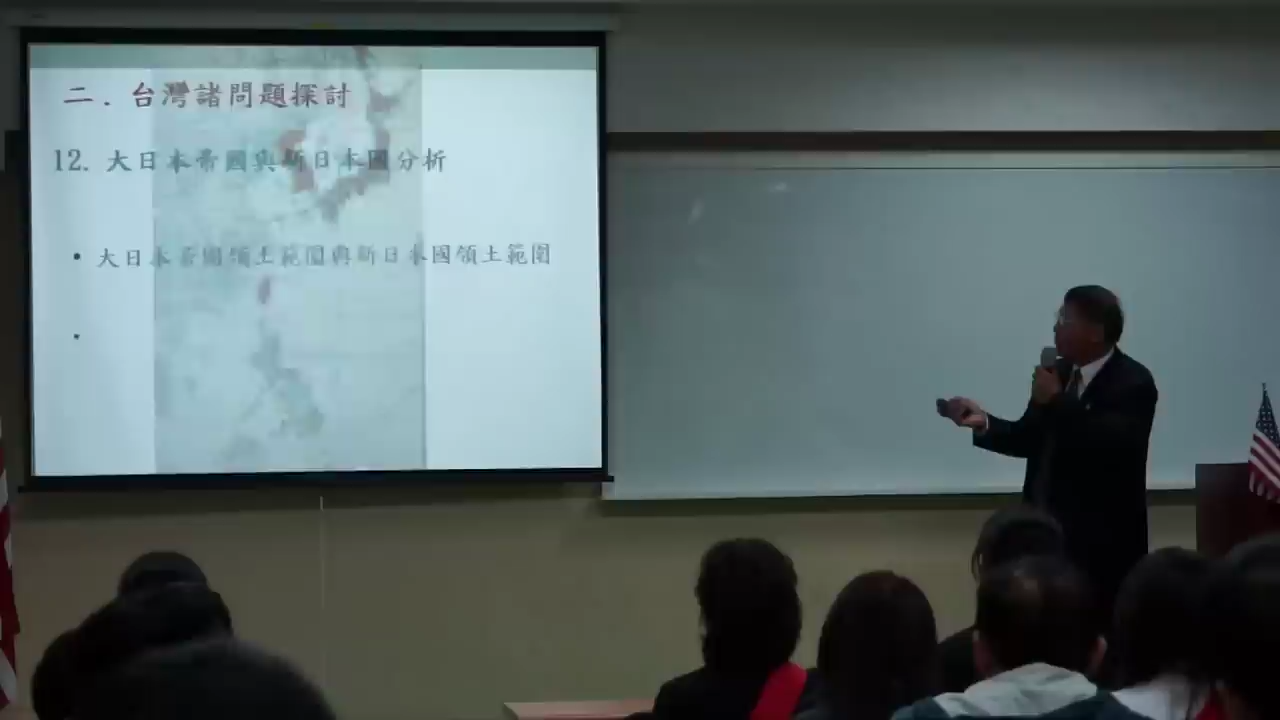 二．台灣諸問題探討
12. 大日本帝國與新日本國分析
• 大日本帝國領土範圍與新日本國領土範圍
•